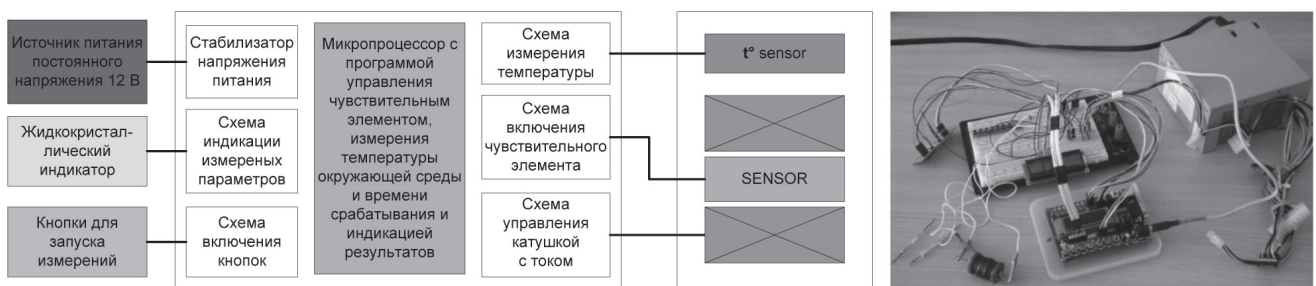 Источник питания
постоянного
напряжения 12 В
Жидкокристал-
лический
индикатор
Кнопки для
запуска
измерений
Стабилизатор
напряжения
питания
Схема
индикации
измереных
параметров
Схема
включения
кнопок
Микропроцессор с
программой
управления
чувствительным
элементом,
измерения
температуры
окружающей среды
и времени
срабатывания и
индикацией
результатов
Схема
измерения
температуры
Схема
включения
чувствительного
элемента
Схема
управления
катушкой
с током
t° sensor
SENSOR